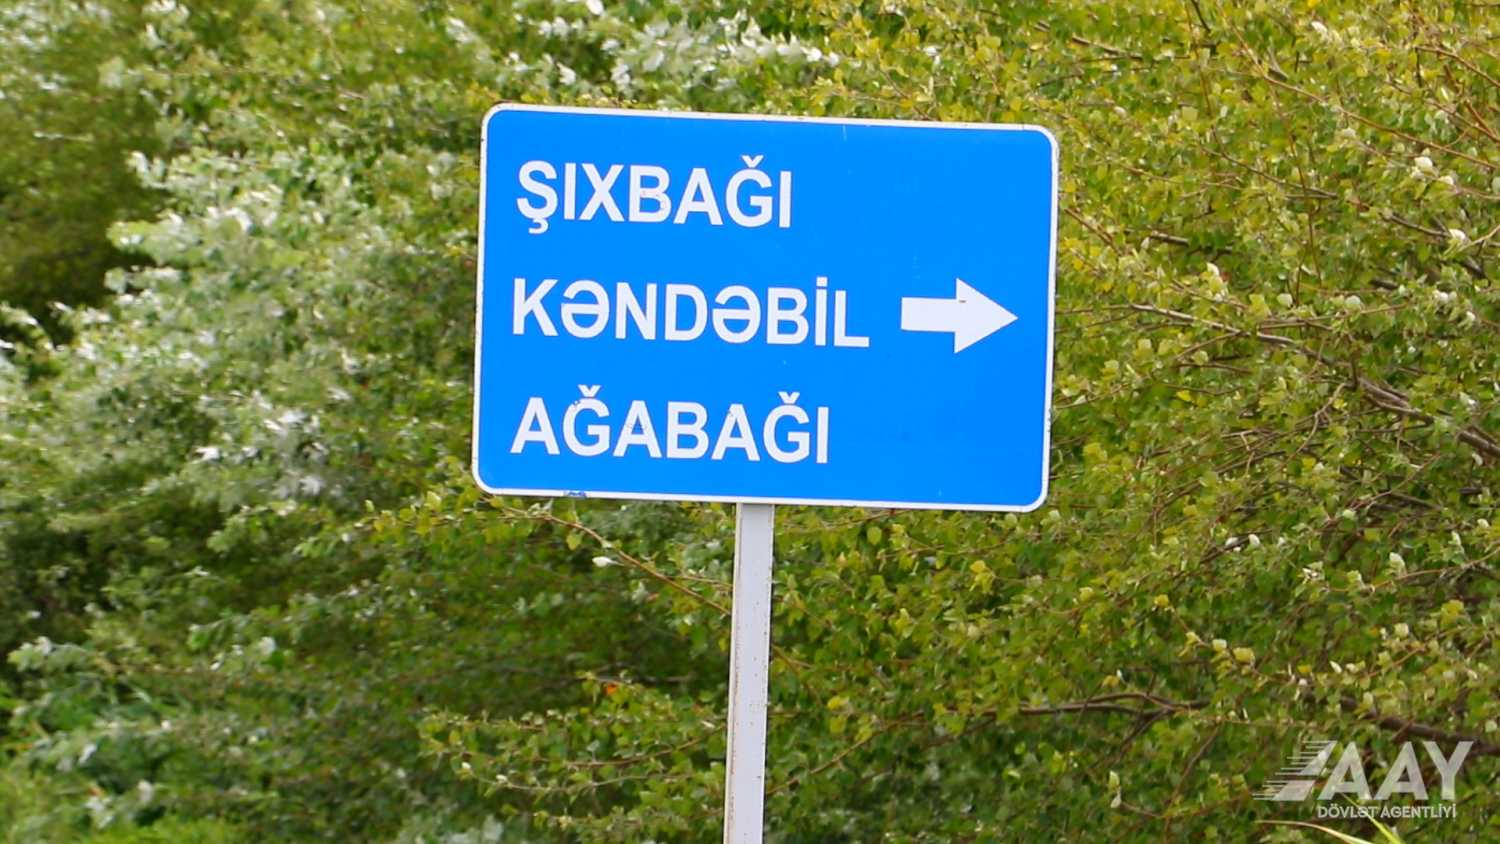 ŞIXBAĞI
KƏNDƏBİL
AĞABAĞI
AAY
DÖVLƏT AGENTLİYİ